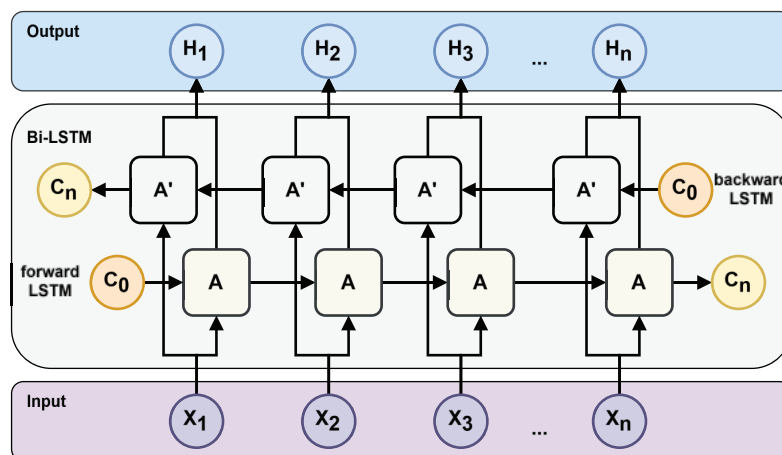 Output
H1 H2 H3 ... Hn
Bi-LSTM
Cn A' A' A' A' C0 backward
LSTM
forward
LSTM C0 A A A A Cn
Input
X1 X2 X3 ... Xn